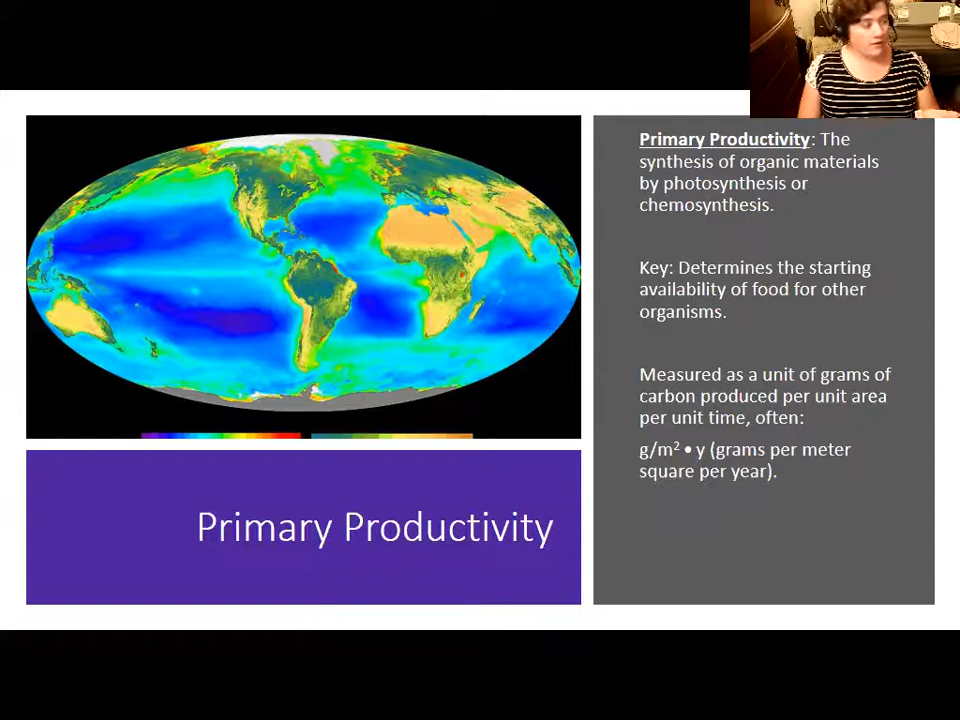 Primary Productivity: The
synthesis of organic materials
by photosynthesis or
chemosynthesis.
Key: Determines the starting
availability of food for other
organisms.
Measured as a unit of grams of
carbon produced per unit area
per unit time, often:
g/m² • y (grams per meter
square per year).
Primary Productivity